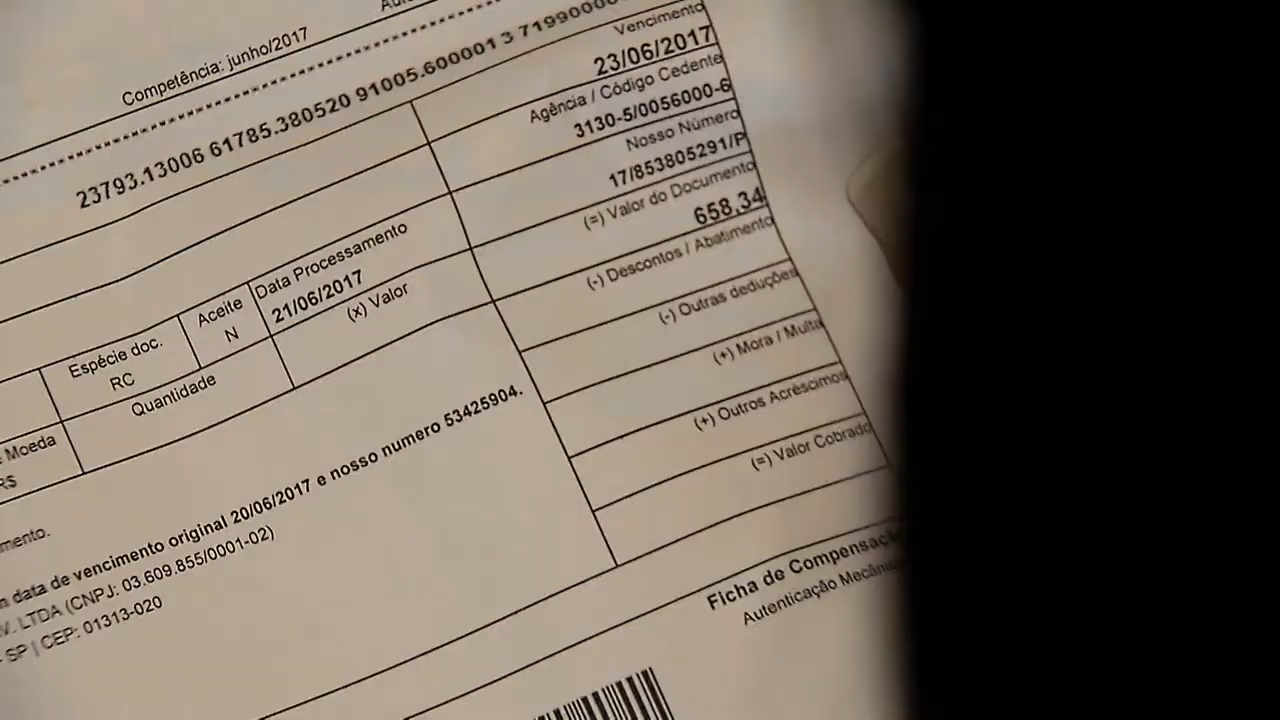 Competência: junho/2017
23793.13006 61785.380520 91005.600001 3 719900000
Vencimento
23/06/2017
Agência / Código Cedente
3130-5/0056000-6
Nosso Número
17/853805291/P
(=) Valor do Documento
658,34
(-) Descontos / Abatimento
(-) Outras deduções
(+) Mora / Multa
(+) Outros Acréscimos
(=) Valor Cobrado
Espécie doc.
RC
Aceite
N
Data Processamento
21/06/2017
Moeda
R$
Quantidade
(x) Valor
mento.
data de vencimento original 20/06/2017 e nosso numero 53425904.
V. LTDA (CNPJ: 03.609.855/0001-02)
- SP | CEP: 01313-020
Ficha de Compensação
Autenticação Mecâni